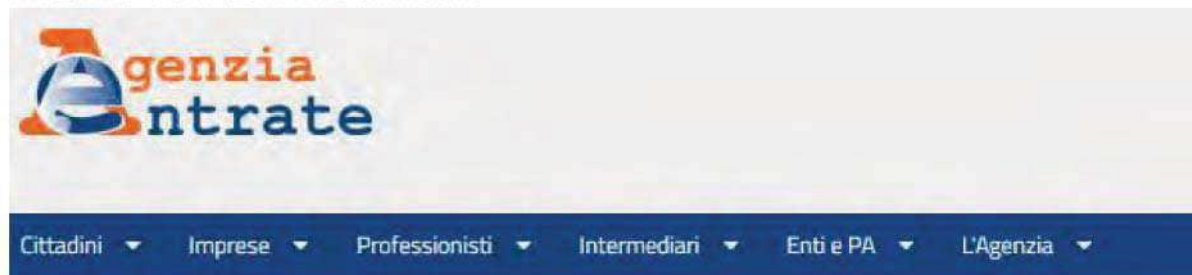 Agenzia
Entrate
Cittadini Imprese Professionisti Intermediari Enti e PA L'Agenzia